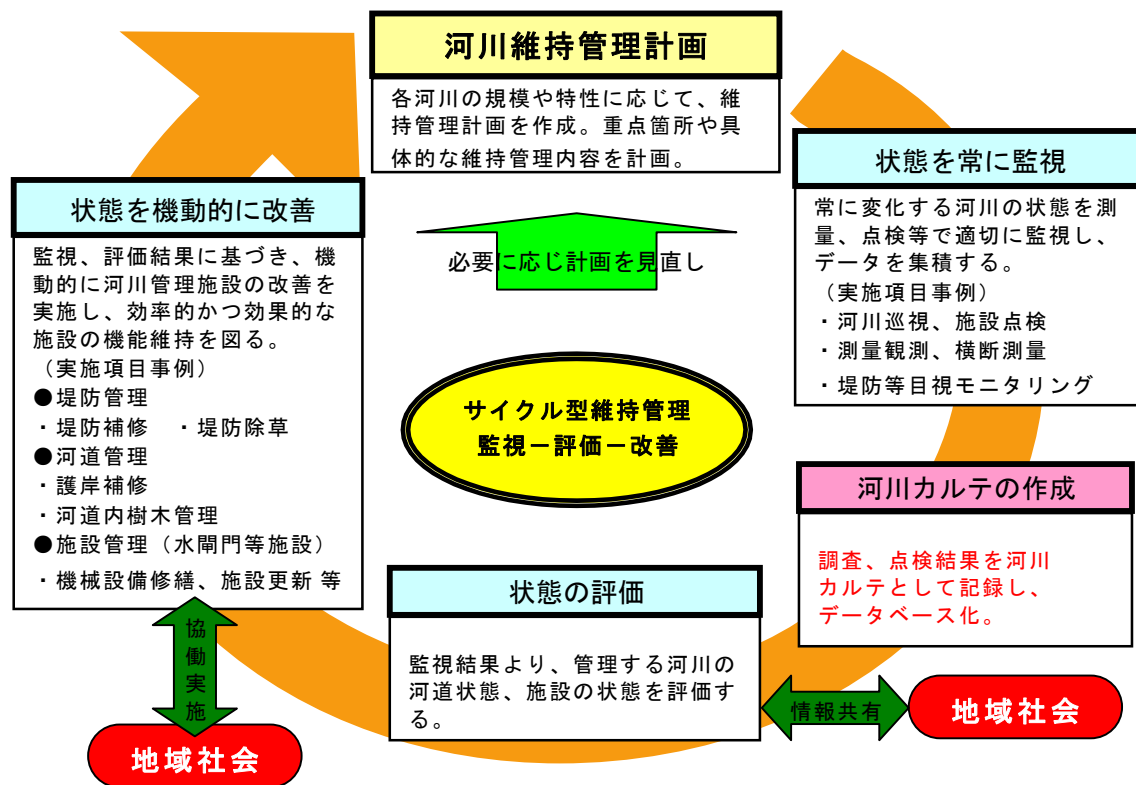 河川維持管理計画
各河川の規模や特性に応じて、維
持管理計画を作成。重点箇所や具
体的な維持管理内容を計画。
状態を常に監視
常に変化する河川の状態を測
量、点検等で適切に監視し、
データを集積する。
（実施項目事例）
・河川巡視、施設点検
・測量観測、横断測量
・堤防等目視モニタリング
河川カルテの作成
調査、点検結果を河川
カルテとして記録し、
データベース化。
状態の評価
監視結果より、管理する河川の
河道状態、施設の状態を評価す
る。
情報共有
地域社会
状態を機動的に改善
監視、評価結果に基づき、機
動的に河川管理施設の改善を
実施し、効率的かつ効果的な
施設の機能維持を図る。
（実施項目事例）
●堤防管理
・堤防補修　・堤防除草
●河道管理
・護岸補修
・河道内樹木管理
●施設管理（水閘門等施設）
・機械設備修繕、施設更新 等
協働実施
地域社会
必要に応じ計画を見直し
サイクル型維持管理
監視－評価－改善